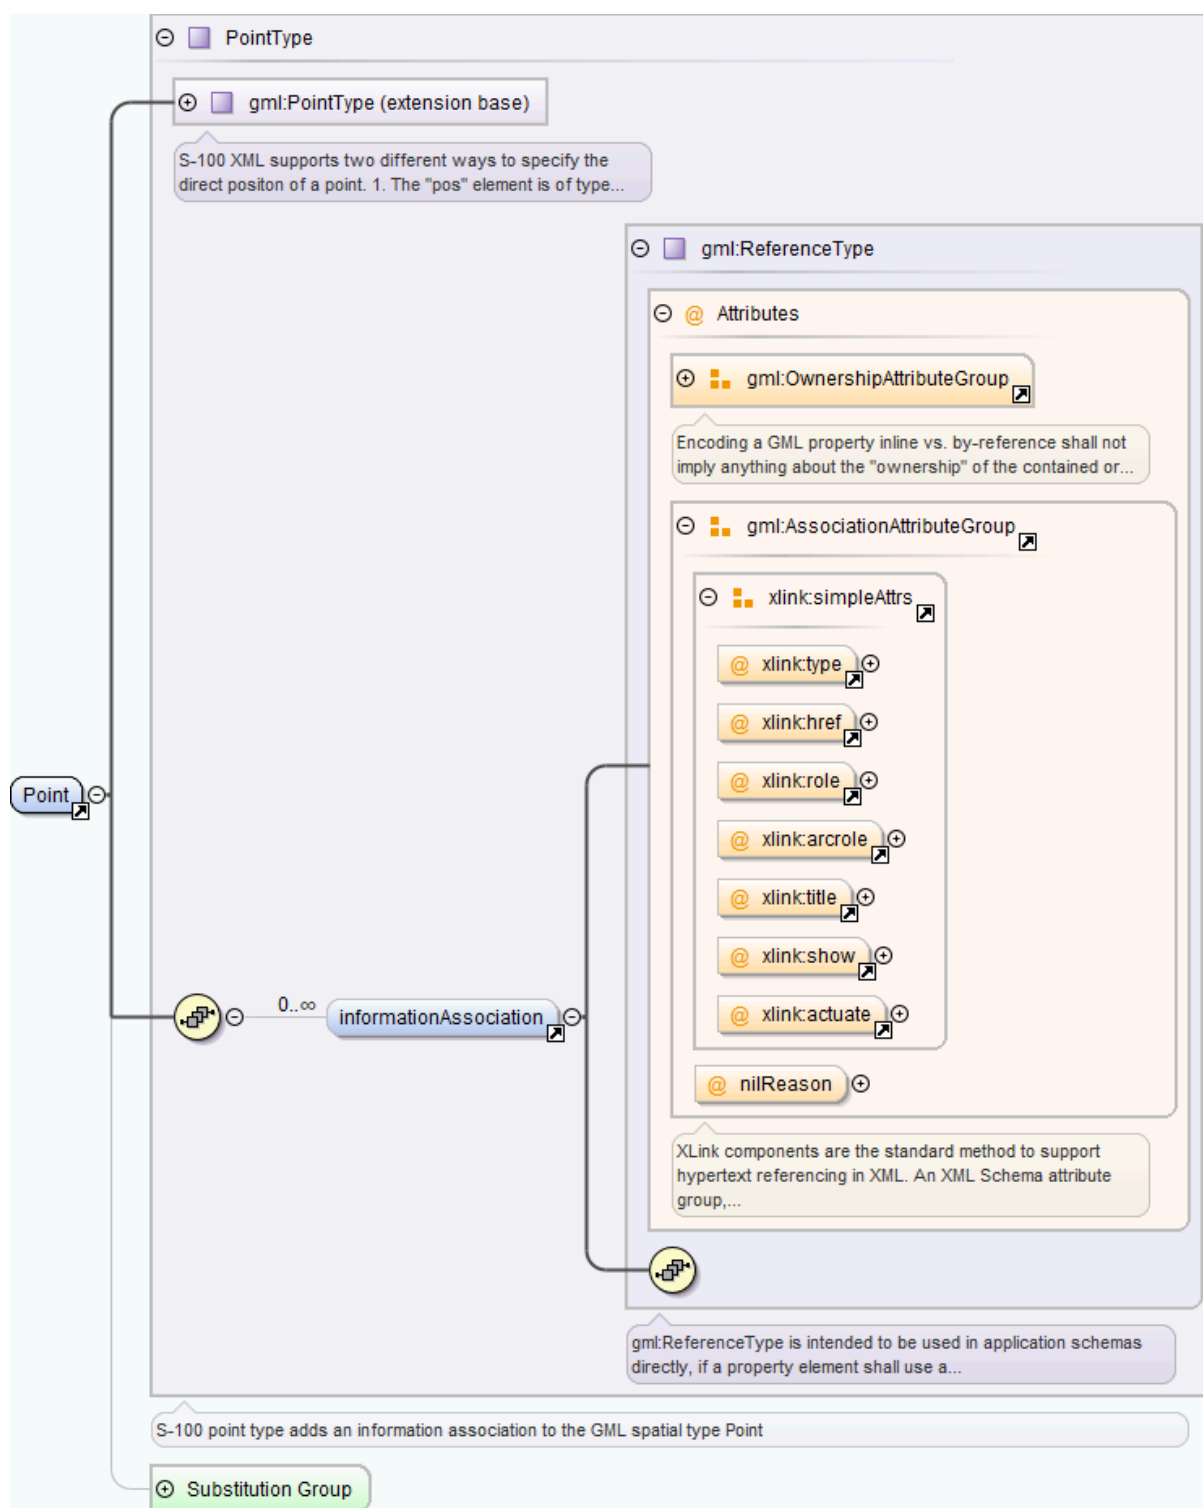 PointType
gml:PointType (extension base)
S-100 XML supports two different ways to specify the
direct positon of a point. 1. The "pos" element is of type...
gml:ReferenceType
@ Attributes
gml:OwnershipAttributeGroup
Encoding a GML property inline vs. by-reference shall not
imply anything about the "ownership" of the contained or...
gml:AssociationAttributeGroup
xlink:simpleAttrs
@ xlink:type
@ xlink:href
@ xlink:role
@ xlink:arcrole
@ xlink:title
@ xlink:show
@ xlink:actuate
Point
0..∞
informationAssociation
@ nilReason
XLink components are the standard method to support
hypertext referencing in XML. An XML Schema attribute
group,...
gml:ReferenceType is intended to be used in application schemas
directly, if a property element shall use a...
S-100 point type adds an information association to the GML spatial type Point
Substitution Group